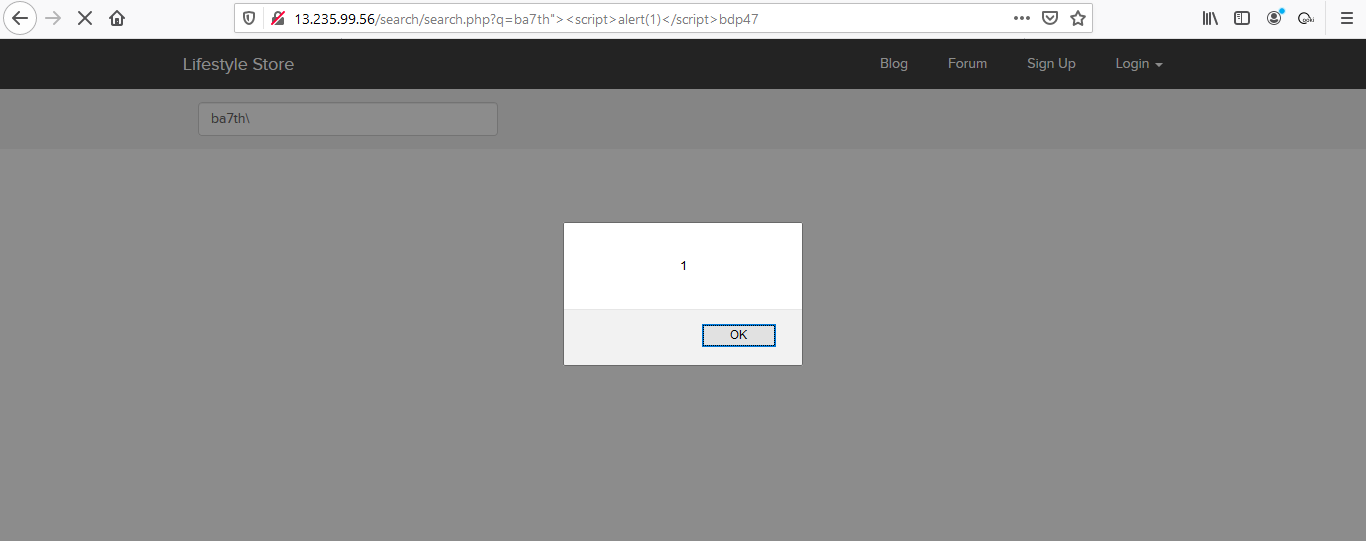 13.235.99.56/search/search.php?q=ba7th"><script>alert(1)</script>bdp47
Lifestyle Store Blog Forum Sign Up Login
ba7th\
1
OK